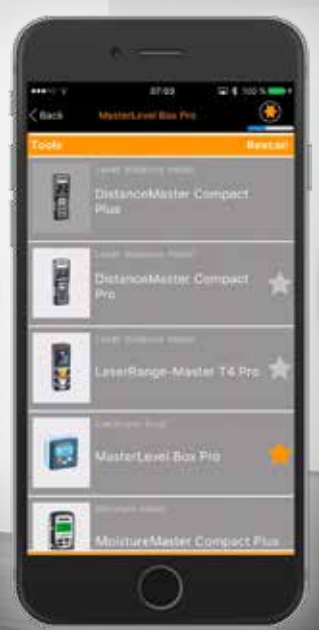 07:03
100 %
Back
MasterLevel Box Pro
Tools
Rescan
Laser distance meter
DistanceMaster Compact
Plus
Laser distance meter
DistanceMaster Compact
Pro
Laser distance meter
LaserRange-Master T4 Pro
Electronic level
MasterLevel Box Pro
Moisture meter
MoistureMaster Compact Plus